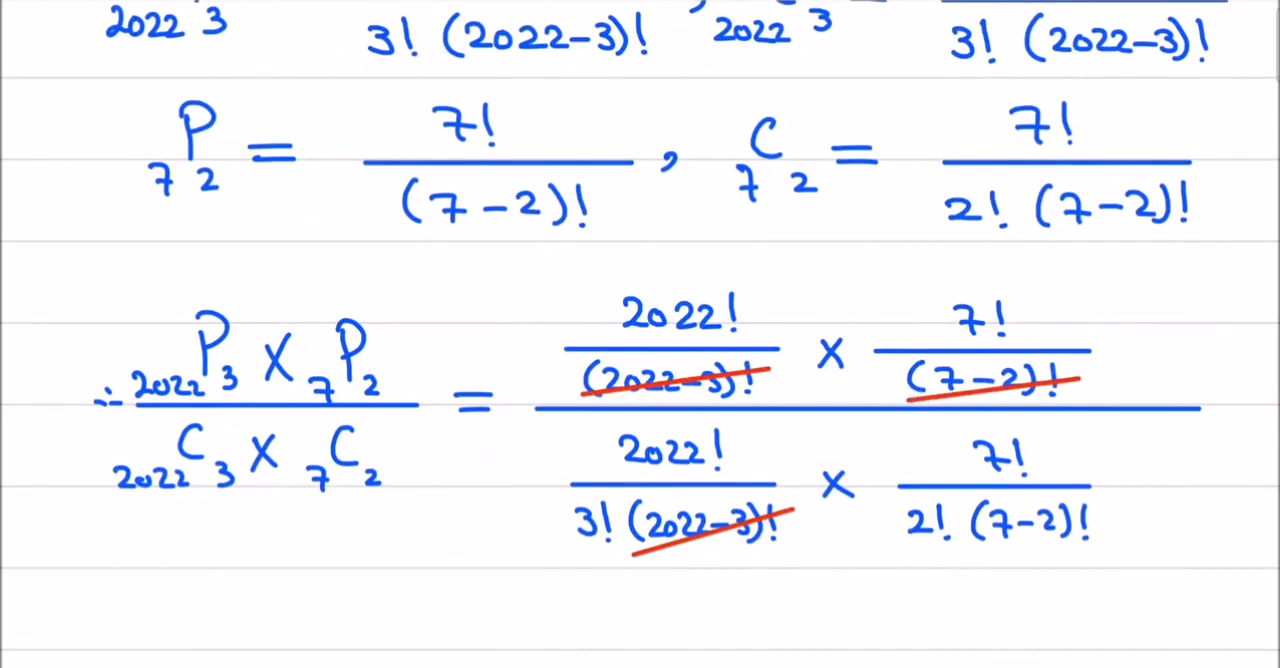 2022 3 3! (2022-3)! , 2022 3 3! (2022-3)!
7P2 = 7! / (7-2)! , 7C2 = 7! / 2! (7-2)!
∴ 2022P3 × 7P2 / 2022C3 × 7C2 = 2022! / (2022-3)! × 7! / (7-2)!
2022! / 3! (2022-3)! × 7! / 2! (7-2)!